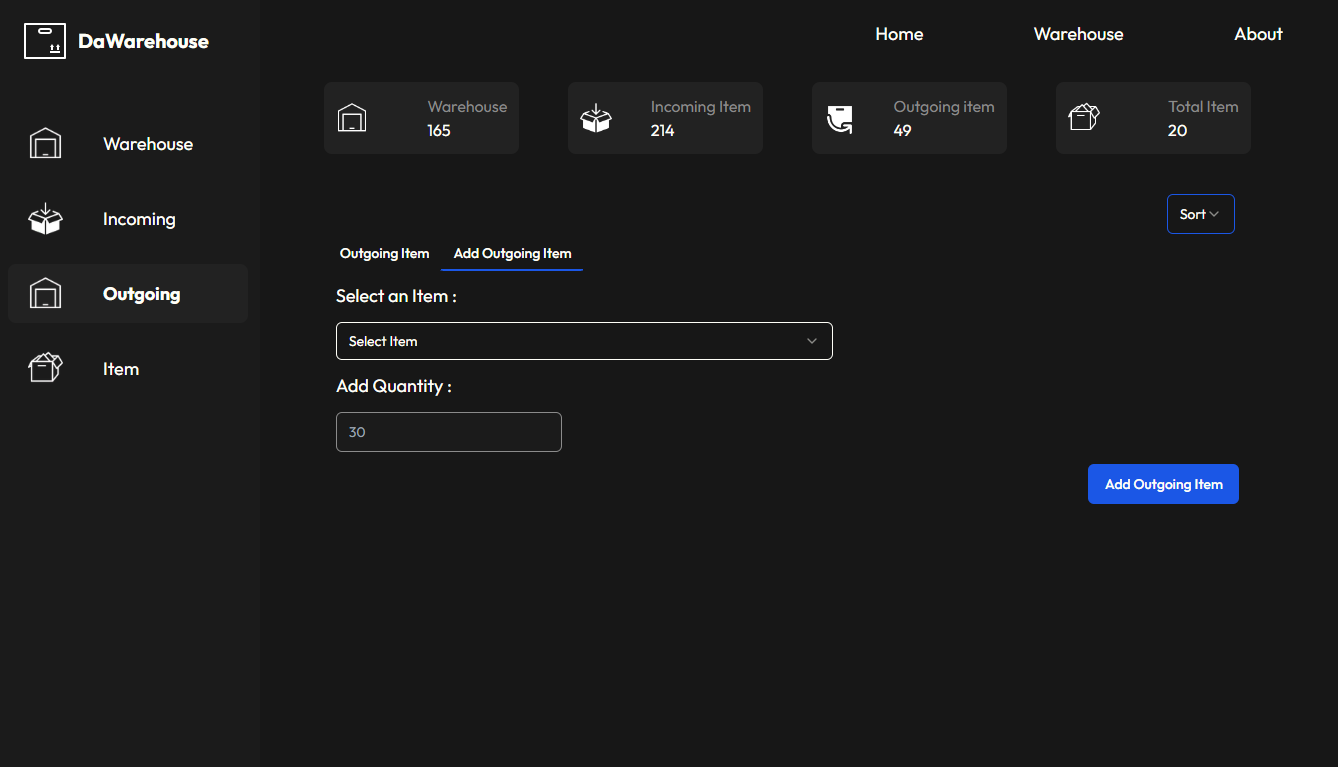 DaWarehouse
Home Warehouse About
Warehouse
165
Incoming Item
214
Outgoing item
49
Total Item
20
Warehouse
Incoming
Outgoing
Item
Sort
Outgoing Item Add Outgoing Item
Select an Item :
Select Item
Add Quantity :
30
Add Outgoing Item